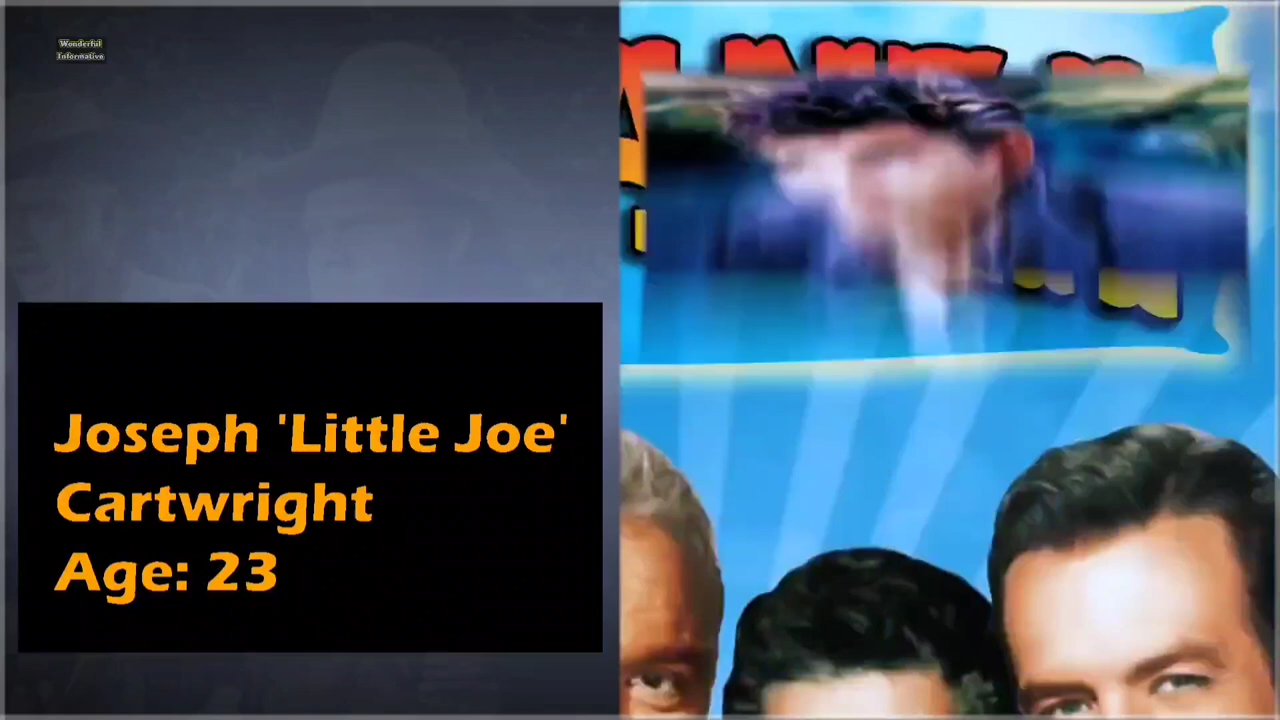 Wonderful
Informative
Joseph 'Little Joe'
Cartwright
Age: 23